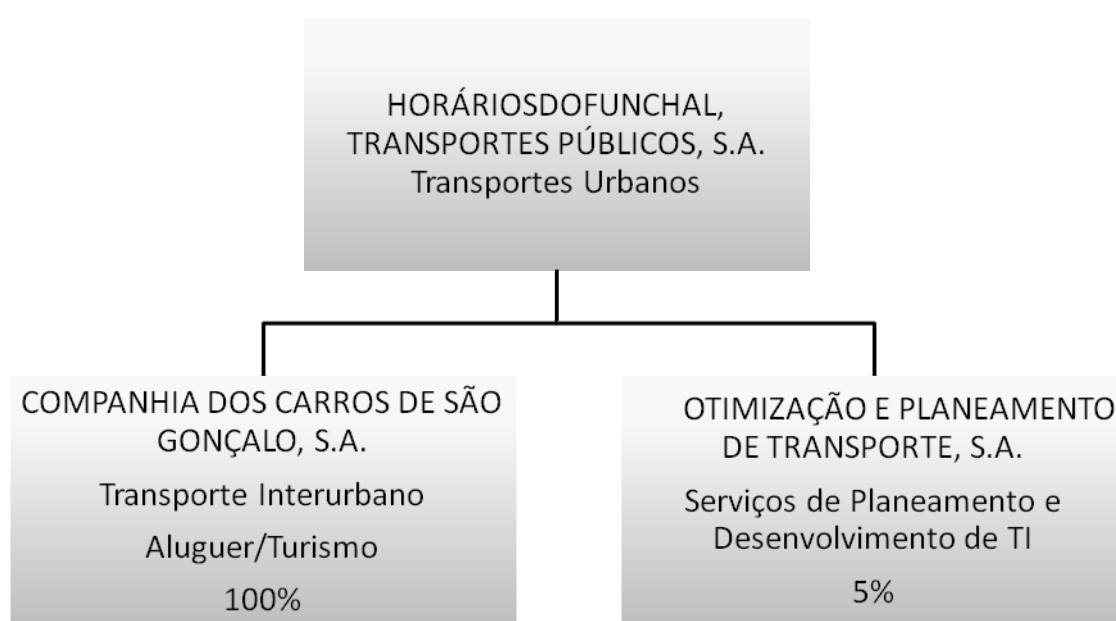 HORÁRIOSDOFUNCHAL,
TRANSPORTES PÚBLICOS, S.A.
Transportes Urbanos
COMPANHIA DOS CARROS DE SÃO
GONÇALO, S.A.
Transporte Interurbano
Aluguer/Turismo
100%
OTIMIZAÇÃO E PLANEAMENTO
DE TRANSPORTE, S.A.
Serviços de Planeamento e
Desenvolvimento de TI
5%